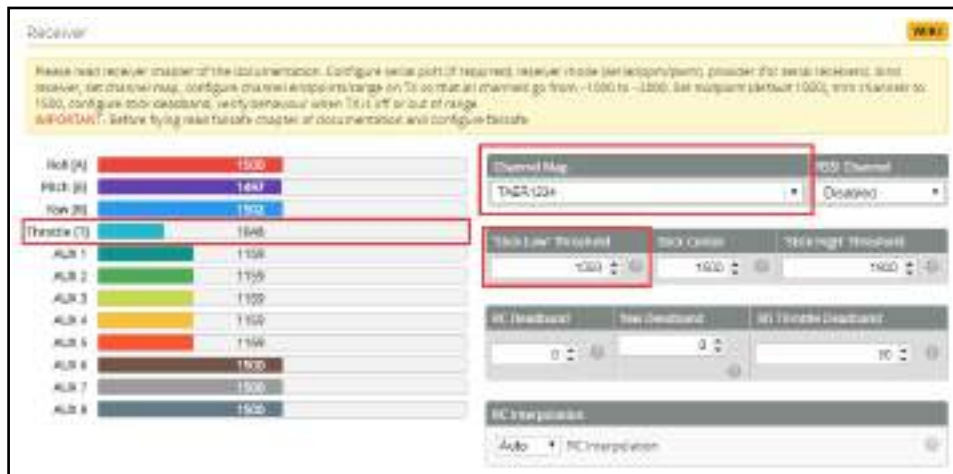 Receiver
WIKI
Please read receiver chapter of the documentation. Configure serial port (if required), receiver mode (serial/ppm/pwm), provider (for serial receivers), bind
receiver, set channel map, configure channel endpoints/range on TX so that all channels go from ~1000 to ~2000. Set midpoint (default 1500), trim channels to
1500, configure stick deadband, verify behaviour when TX is off or out of range.
IMPORTANT: Before flying read failsafe chapter of documentation and configure failsafe.
Roll [A] 1500
Pitch [E] 1497
Yaw [R] 1502
Throttle [T]
AUX 1 1159
AUX 2 1159
AUX 3 1159
AUX 4 1159
AUX 5 1159
AUX 6 1500
AUX 7 1500
AUX 8 1500
Channel Map
RSSI Channel
TAER1234
Disabled
'Stick Low' Threshold
Stick Center
'Stick High' Threshold
1050
1500
1900
RC Deadband
Yaw Deadband
3D Throttle Deadband
0
0
50
RC Interpolation
Auto
RC Interpolation